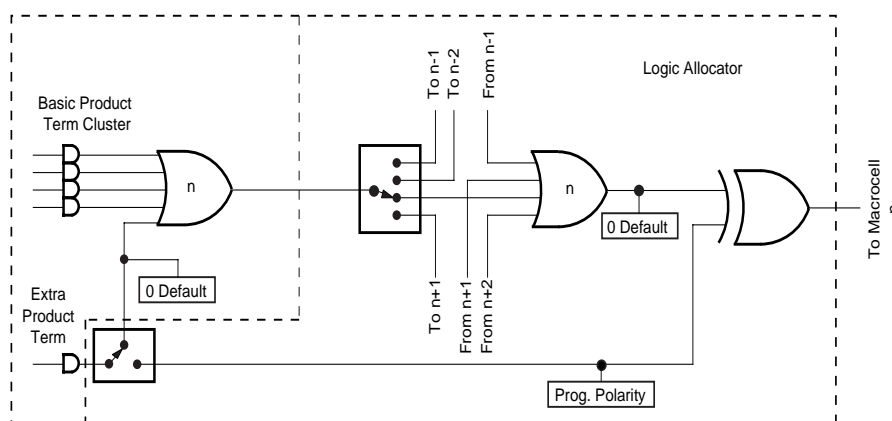 Basic Product
Term Cluster
n
0 Default
Extra
Product
Term
To n-1
To n-2
From n-1
Logic Allocator
n
0 Default
To n+1
From n+1
From n+2
Prog. Polarity
To Macrocell
n